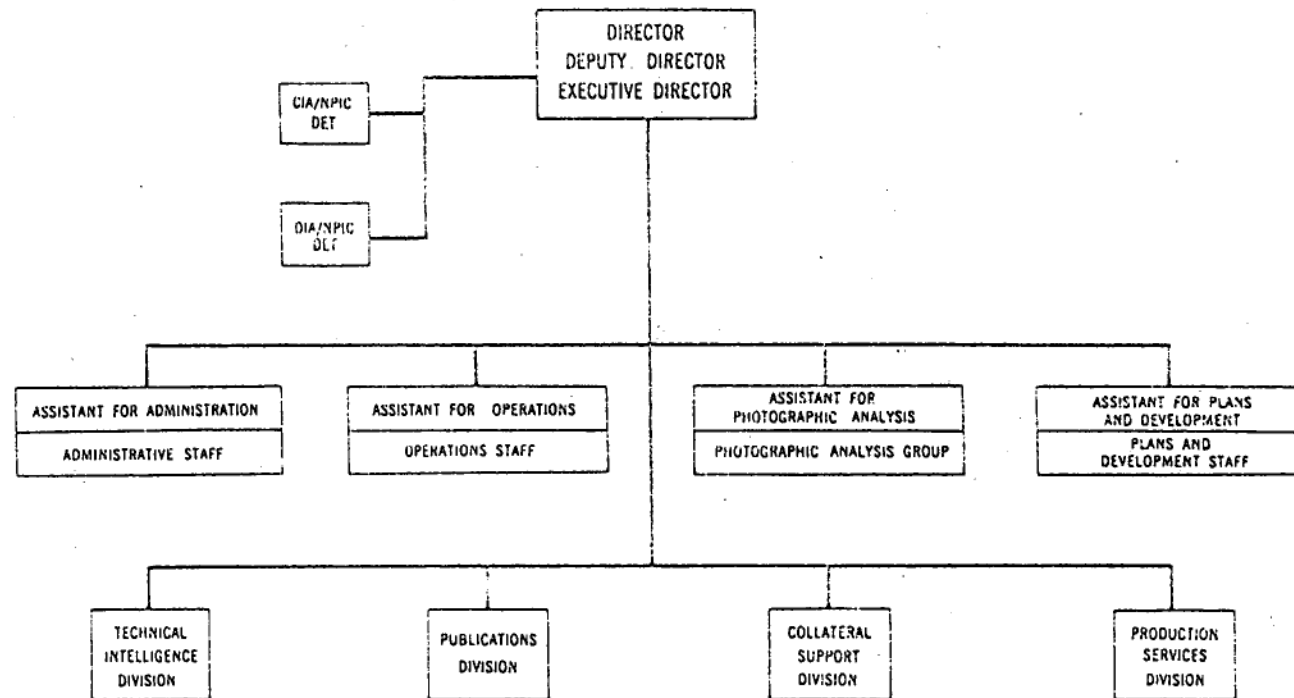 DIRECTOR
DEPUTY. DIRECTOR
EXECUTIVE DIRECTOR
CIA/NPIC
DET
DIA/NPIC
DET
ASSISTANT FOR ADMINISTRATION
ADMINISTRATIVE STAFF
ASSISTANT FOR OPERATIONS
OPERATIONS STAFF
ASSISTANT FOR
PHOTOGRAPHIC ANALYSIS
PHOTOGRAPHIC ANALYSIS GROUP
ASSISTANT FOR PLANS
AND DEVELOPMENT
PLANS AND
DEVELOPMENT STAFF
TECHNICAL
INTELLIGENCE
DIVISION
PUBLICATIONS
DIVISION
COLLATERAL
SUPPORT
DIVISION
PRODUCTION
SERVICES
DIVISION